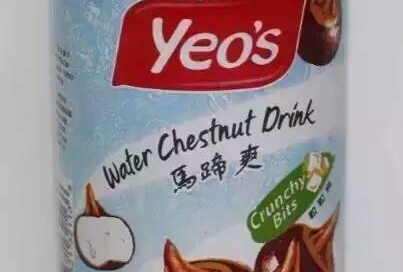 Yeo's
Water Chestnut Drink
馬蹄爽
Crunchy
Bits